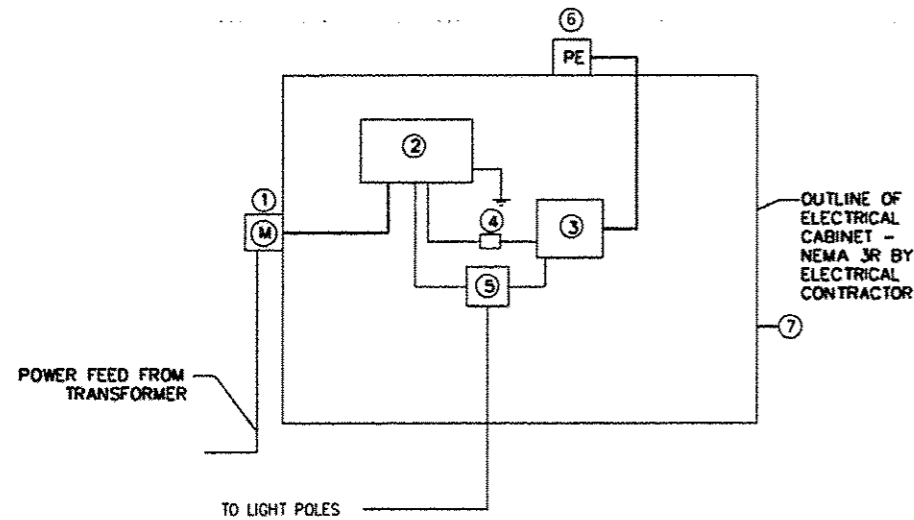 6
PE
2
1
M
4
3
5
OUTLINE OF
ELECTRICAL
CABINET -
NEMA 3R BY
ELECTRICAL
CONTRACTOR
7
POWER FEED FROM
TRANSFORMER
TO LIGHT POLES